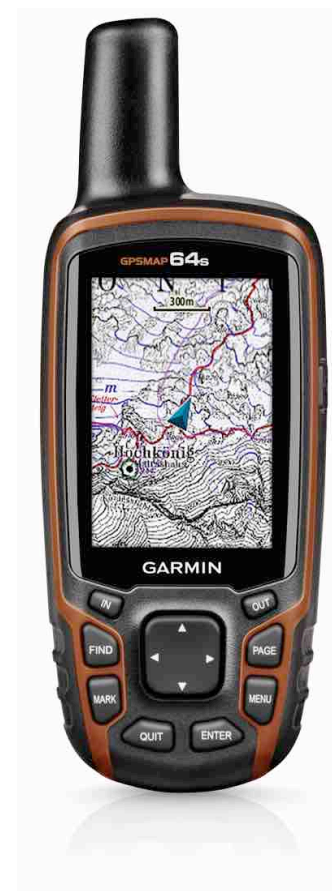 GPSMAP 64s
O N I
300m
m
Hochkönig
GARMIN
IN OUT
FIND PAGE
MARK MENU
QUIT ENTER